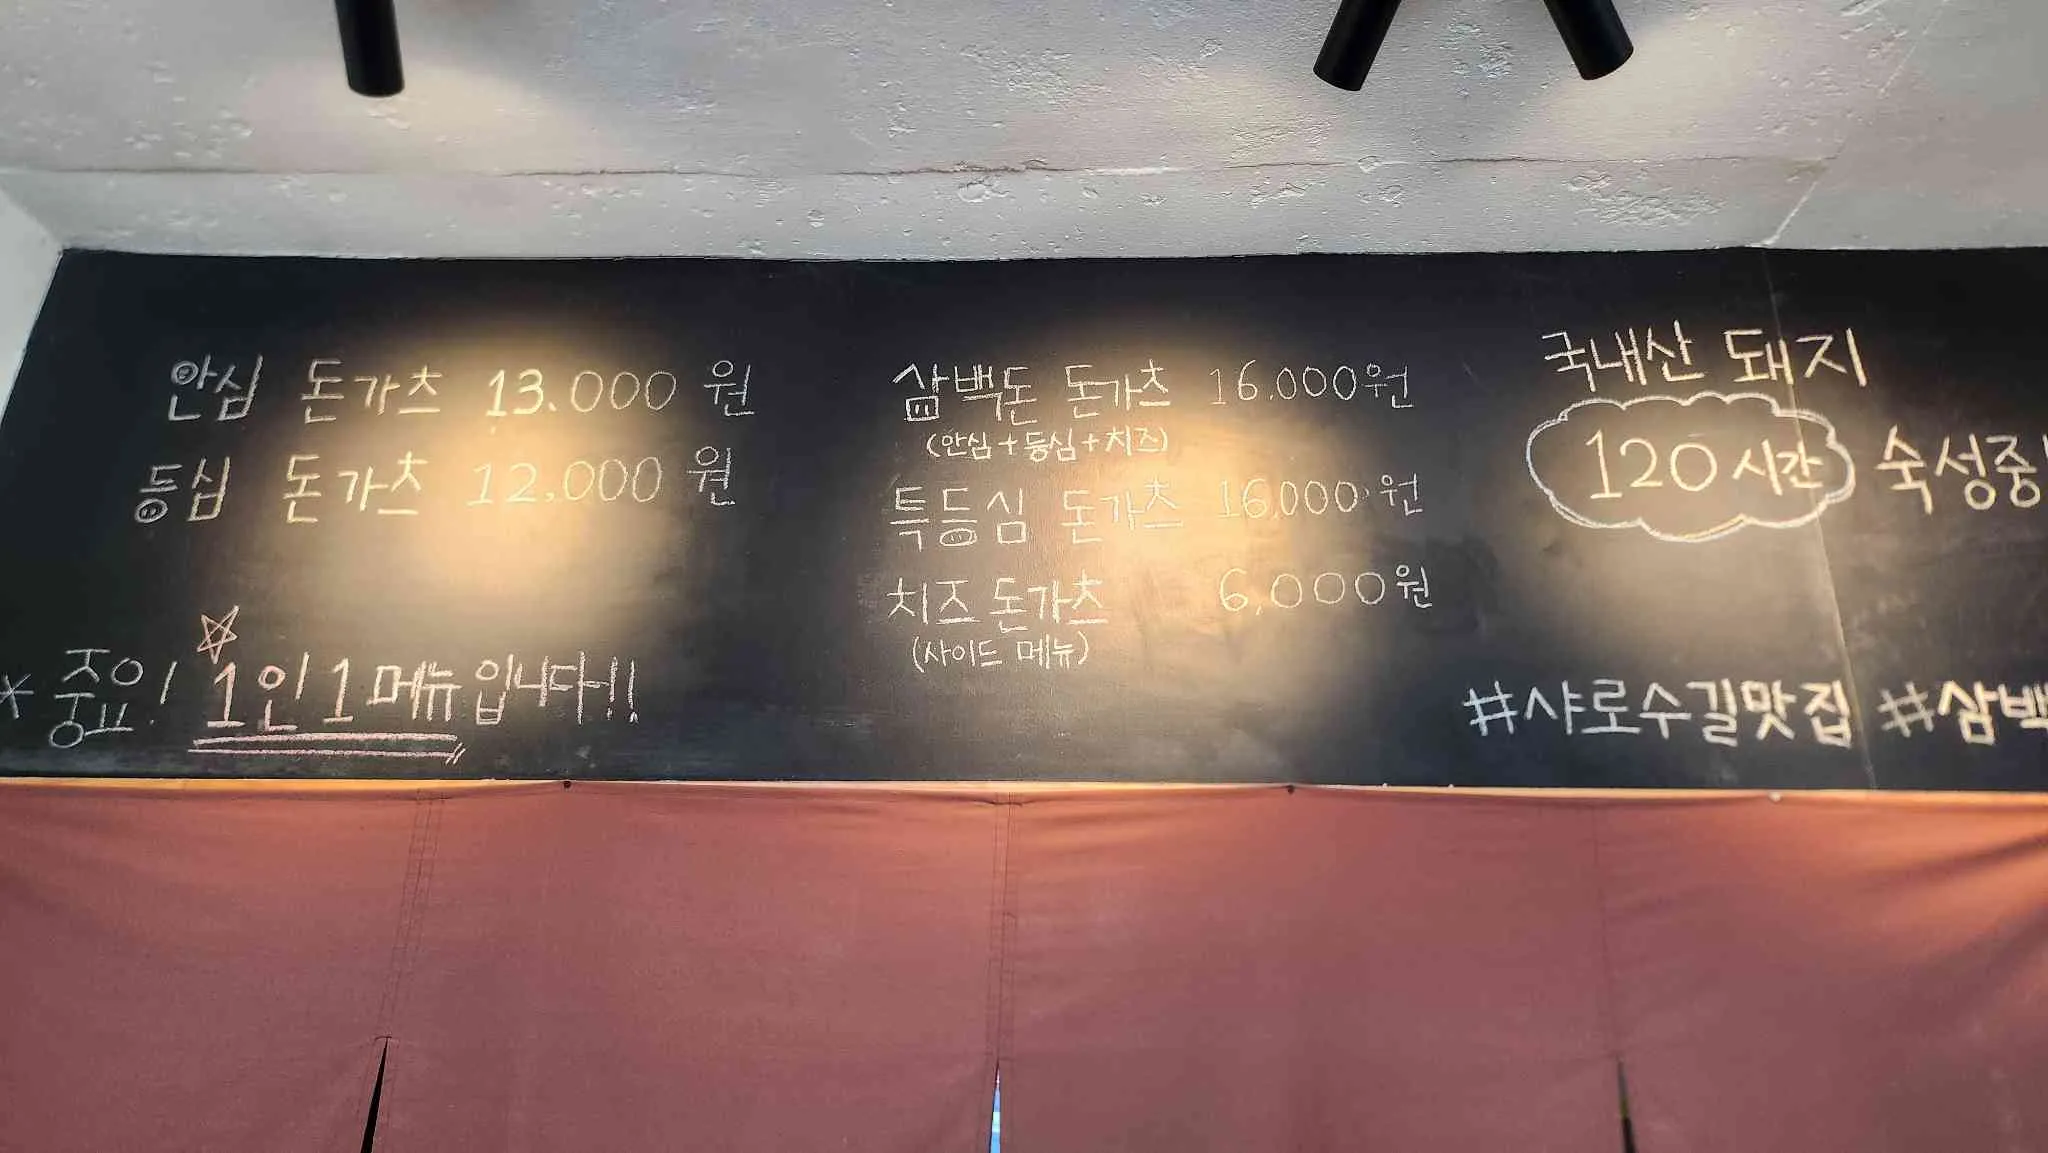 안심 돈가츠 13.000 원
등심 돈가츠 12.000 원
* 중요! ☆1인 1메뉴입니다!!
삼백돈 돈가츠 16.000원
(안심+등심+치즈)
특등심 돈가츠 16,000원
치즈 돈가츠 6,000원
(사이드 메뉴)
국내산 돼지
120 시간 숙성중!
#샤로수길맛집 #삼백